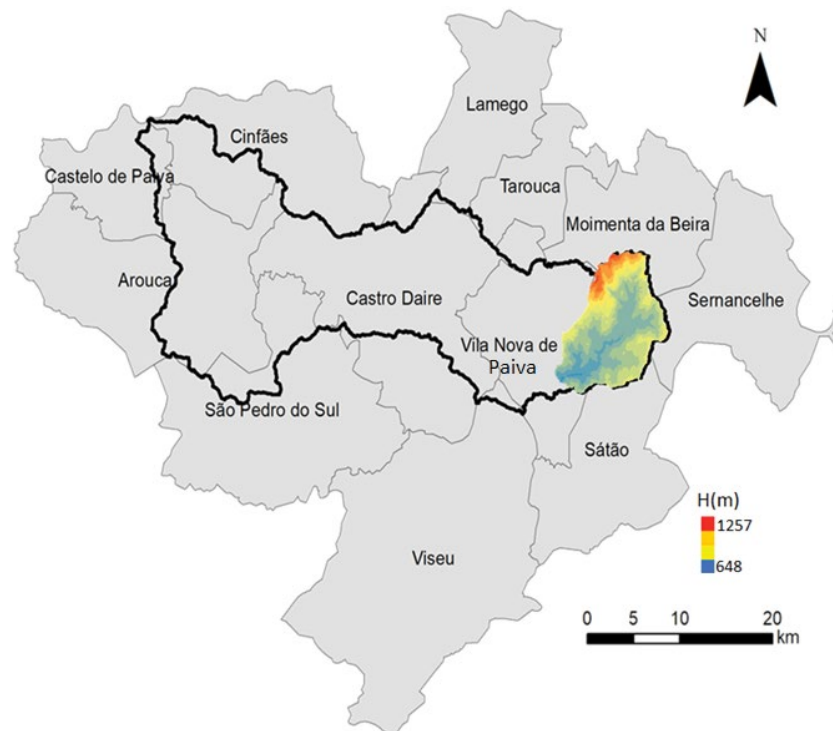 N
Lamego
Cinfães
Castelo de Paiva
Tarouca
Moimenta da Beira
Arouca
Castro Daire
Sernancelhe
Vila Nova de
Paiva
São Pedro do Sul
Sátão
H(m)
1257
648
Viseu
0 5 10 20
km